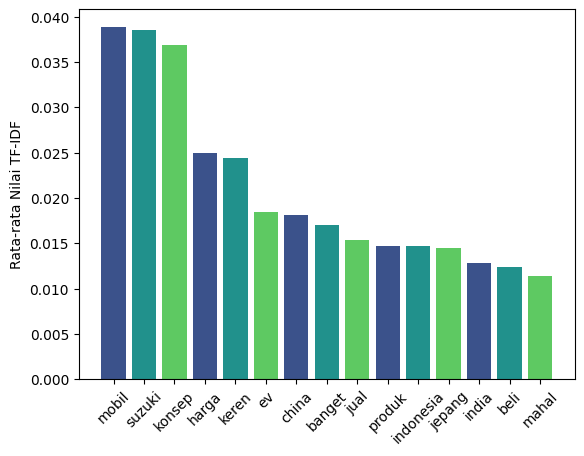 Rata-rata Nilai TF-IDF
0.040
0.035
0.030
0.025
0.020
0.015
0.010
0.005
0.000
mobil
suzuki
konsep
harga
keren
ev
china
banget
jual
produk
indonesia
jepang
india
beli
mahal